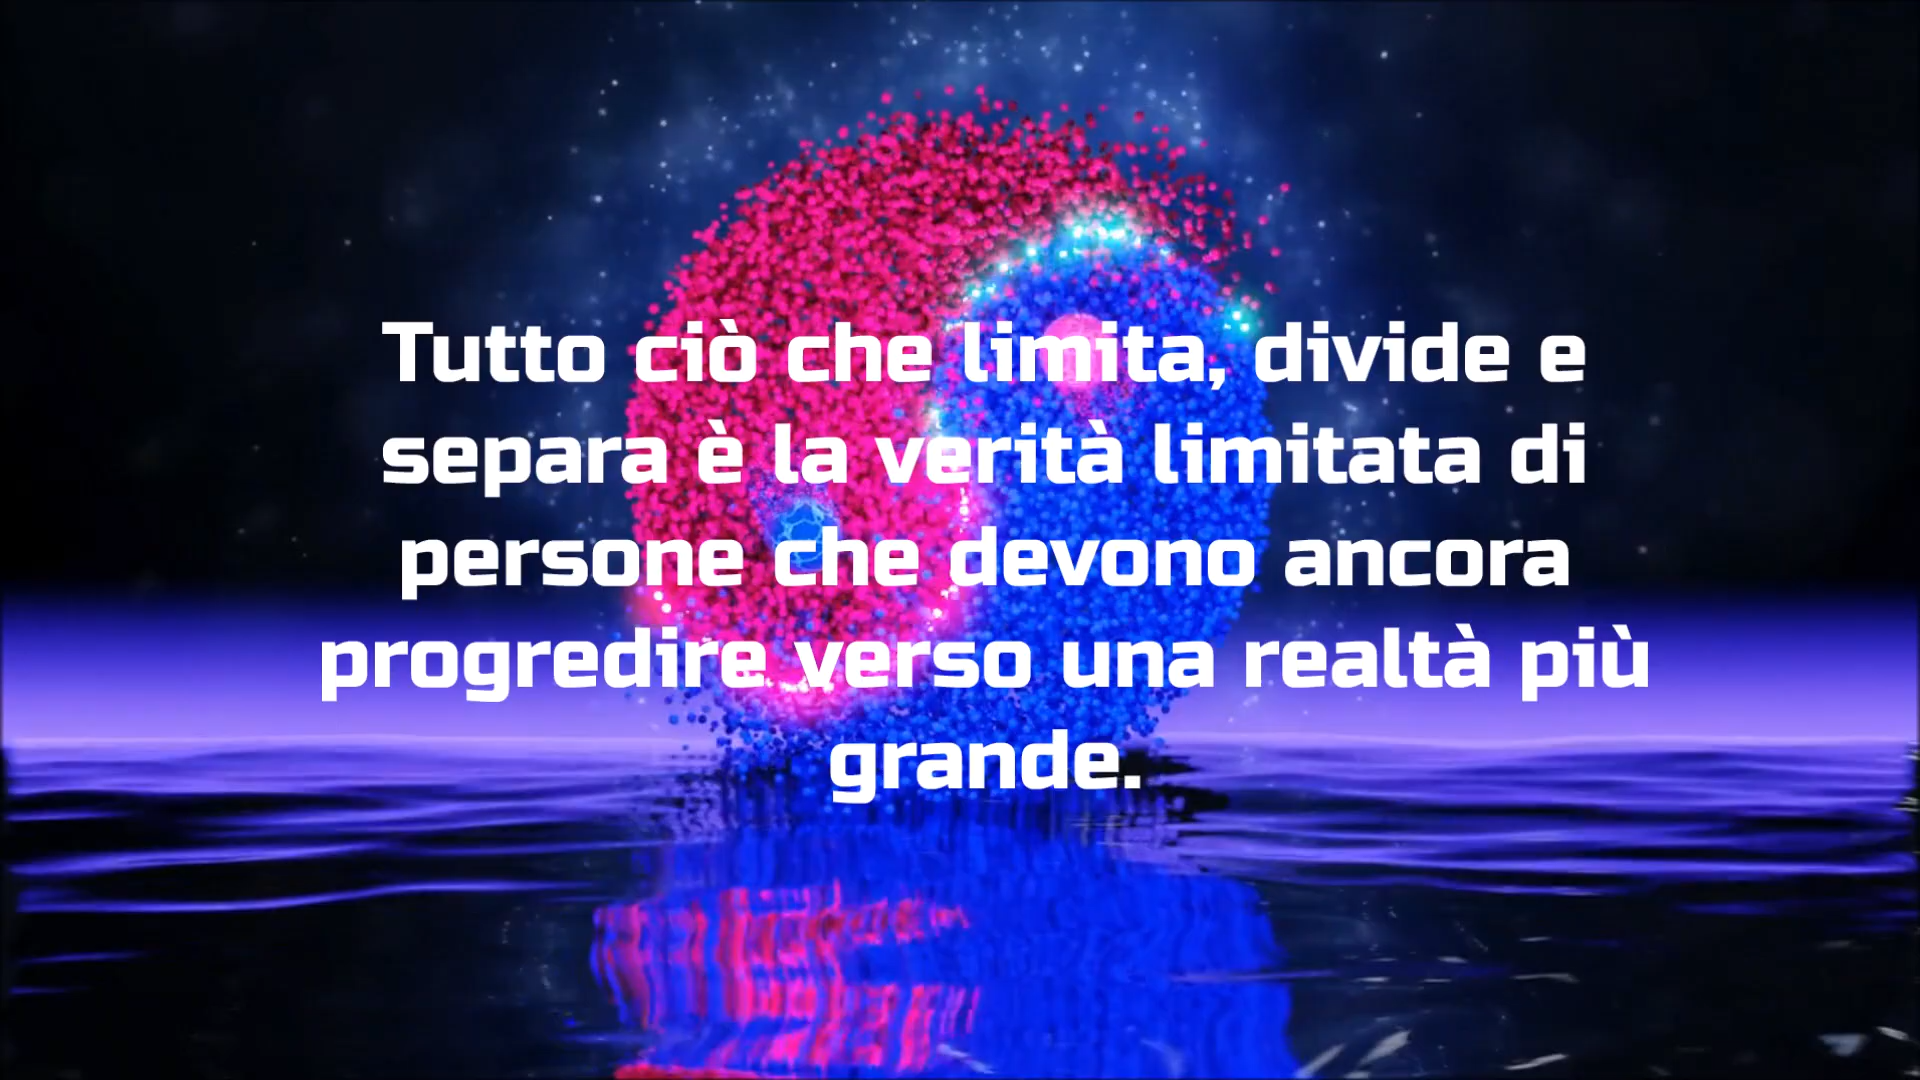 Tutto ciò che limita, divide e
separa è la verità limitata di
persone che devono ancora
progredire verso una realtà più
grande.